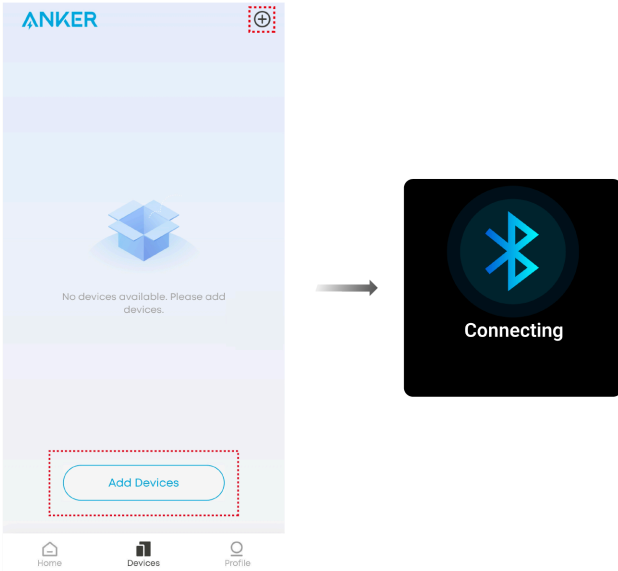 ANKER
No devices available. Please add
devices.
Connecting
Add Devices
Home
Devices
Profile